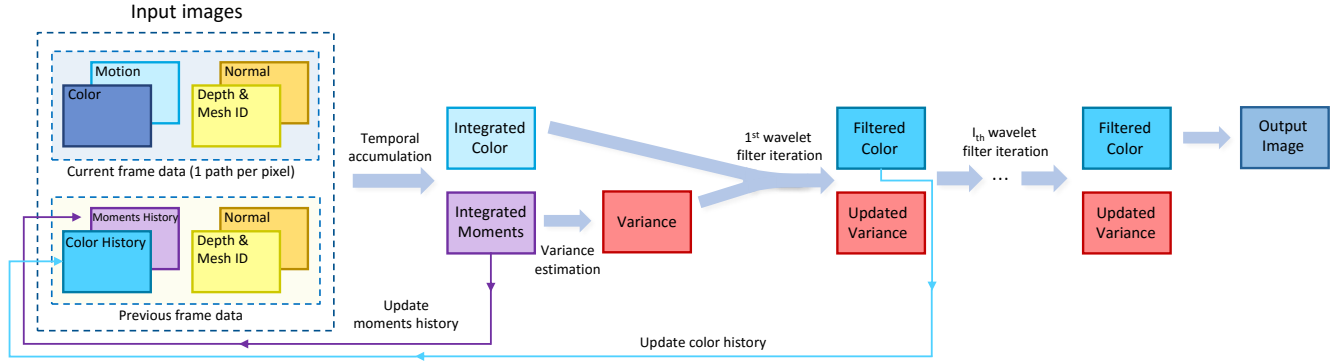 Input images
Motion
Normal
Color
Depth &
Mesh ID
Current frame data (1 path per pixel)
Moments History
Normal
Color History
Depth &
Mesh ID
Previous frame data
Temporal
accumulation
Integrated
Color
Integrated
Moments
Variance
estimation
Variance
Update
moments history
1st wavelet
filter iteration
Filtered
Color
Updated
Variance
Update color history
I_th wavelet
filter iteration
...
Filtered
Color
Updated
Variance
Output
Image